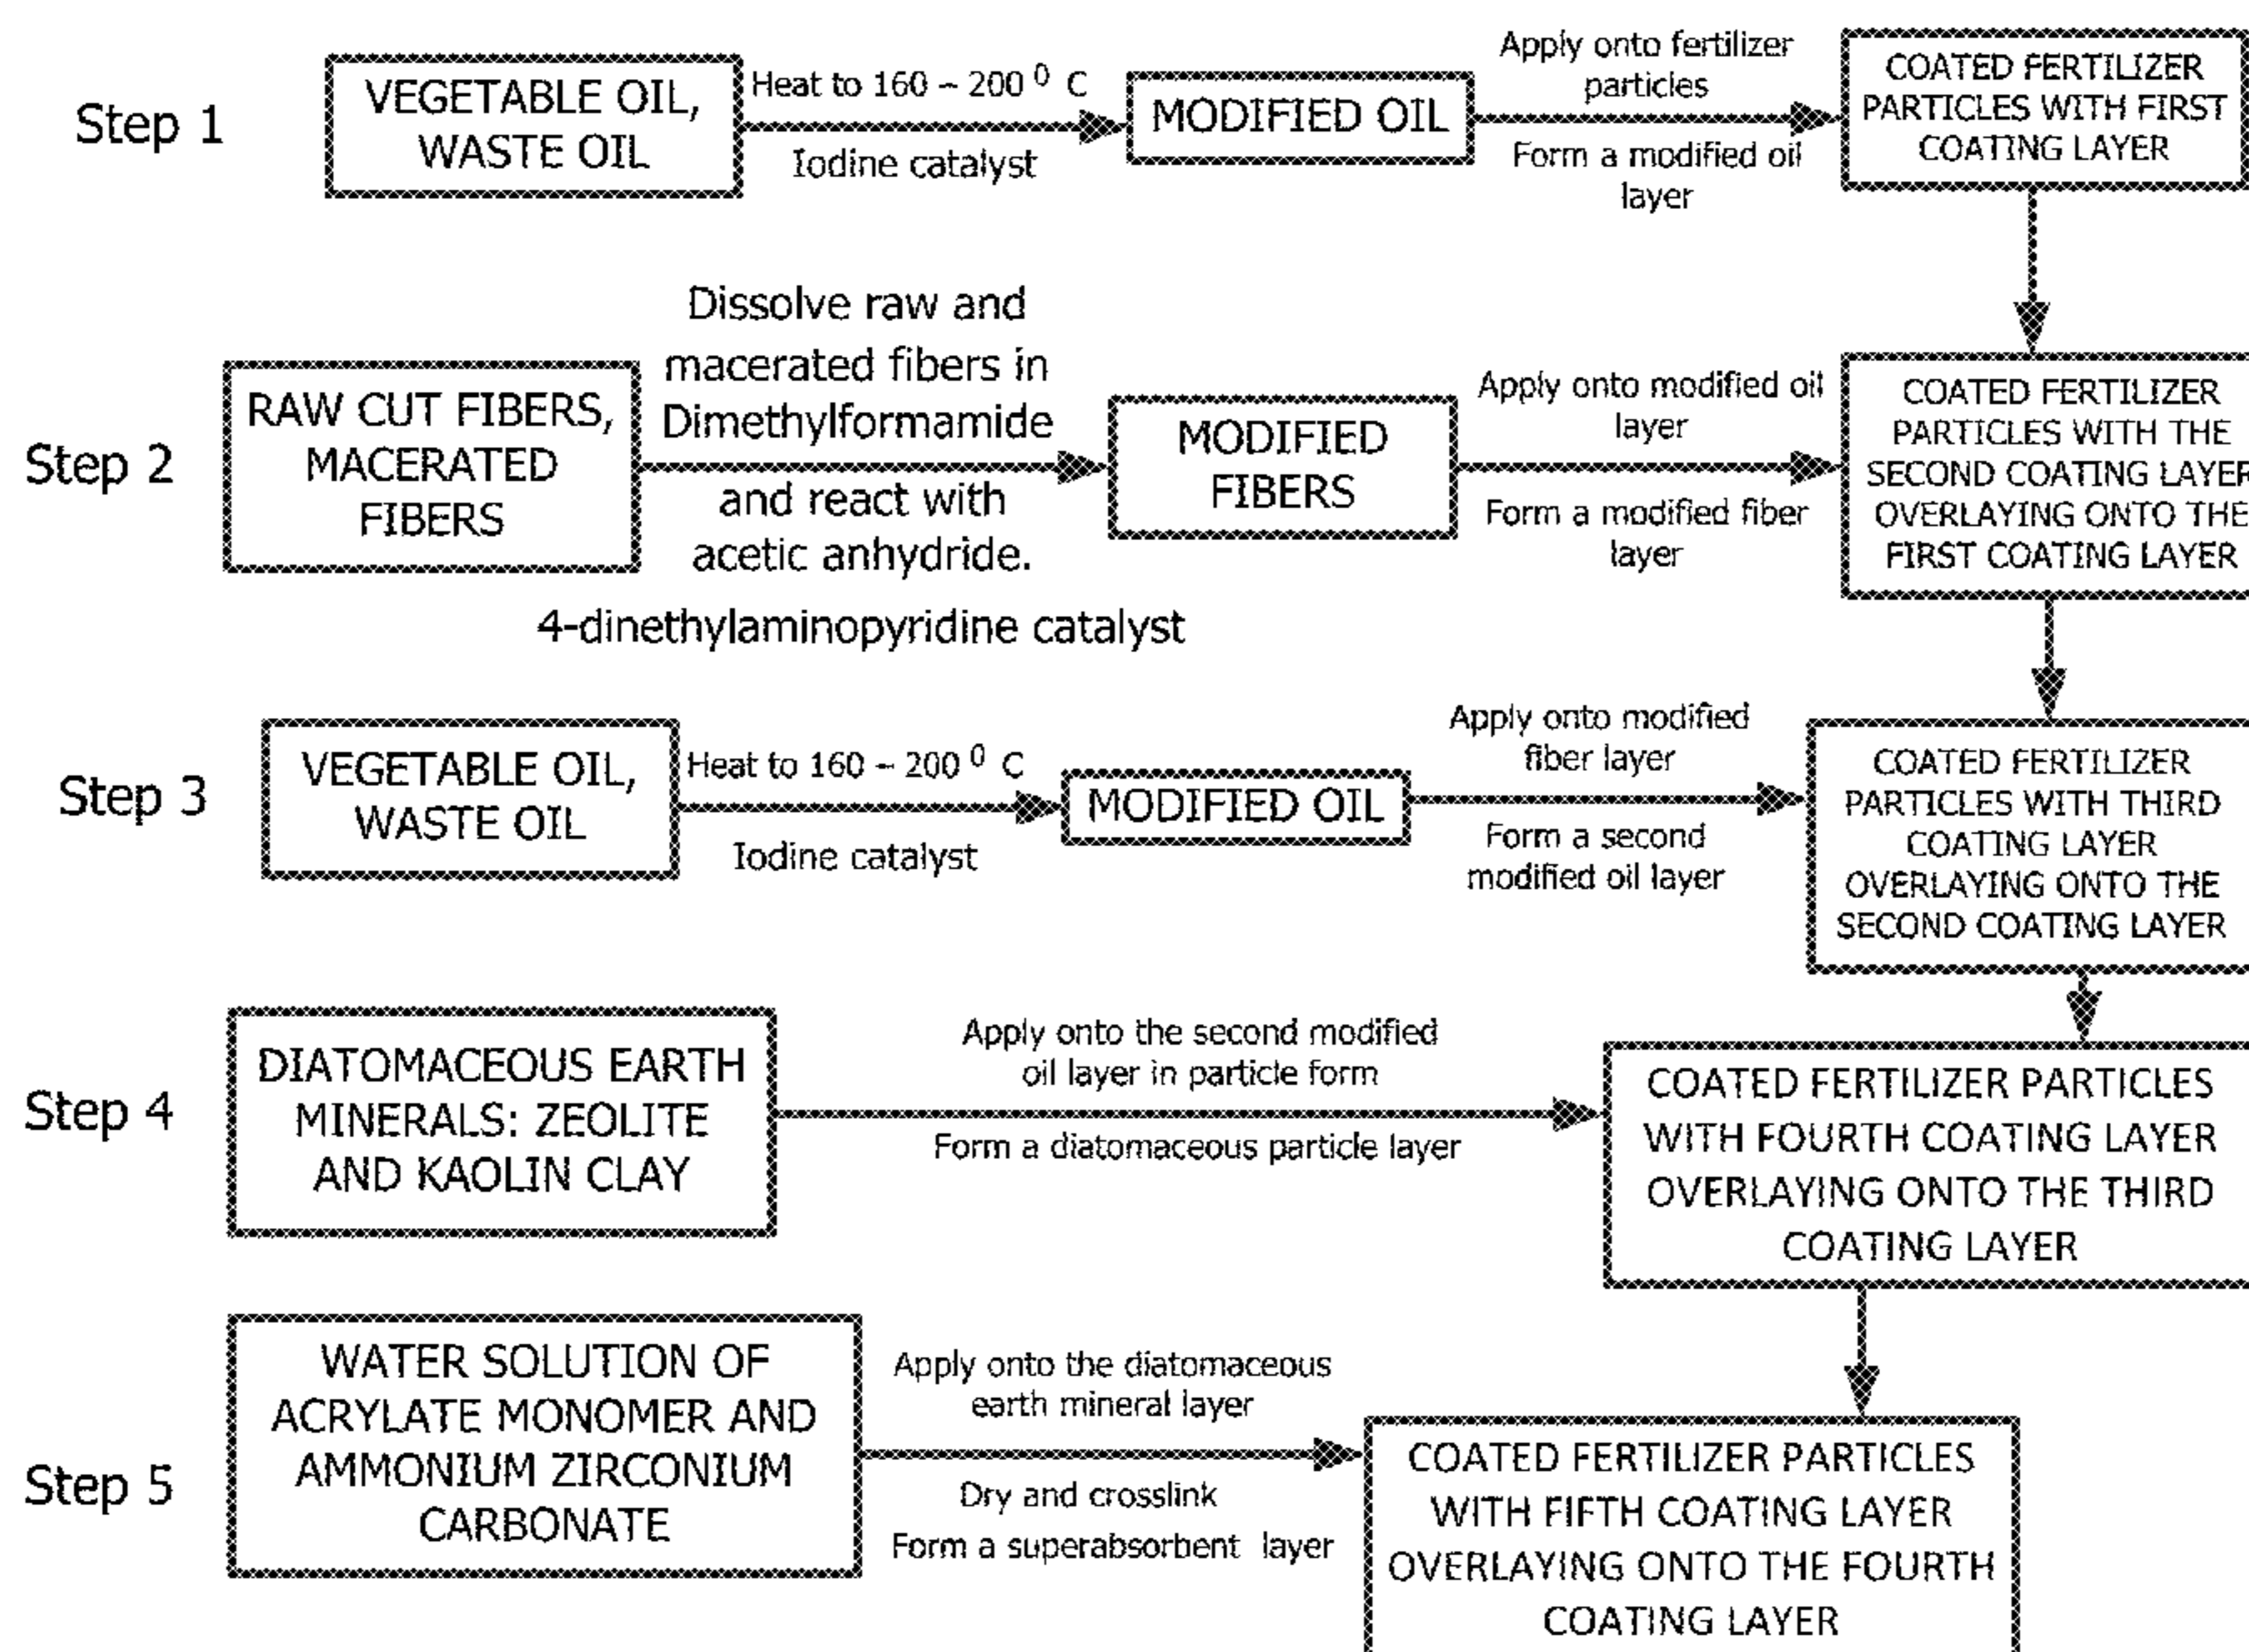 Step 1
VEGETABLE OIL,
WASTE OIL
Heat to 160 – 200 ⁰ C
Iodine catalyst
MODIFIED OIL
Apply onto fertilizer
particles
Form a modified oil
layer
COATED FERTILIZER
PARTICLES WITH FIRST
COATING LAYER
Step 2
RAW CUT FIBERS,
MACERATED
FIBERS
Dissolve raw and
macerated fibers in
Dimethylformamide
and react with
acetic anhydride.
4-dinethylaminopyridine catalyst
MODIFIED
FIBERS
Apply onto modified oil
layer
Form a modified fiber
layer
COATED FERTILIZER
PARTICLES WITH THE
SECOND COATING LAYER
OVERLAYING ONTO THE
FIRST COATING LAYER
Step 3
VEGETABLE OIL,
WASTE OIL
Heat to 160 – 200 ⁰ C
Iodine catalyst
MODIFIED OIL
Apply onto modified
fiber layer
Form a second
modified oil layer
COATED FERTILIZER
PARTICLES WITH THIRD
COATING LAYER
OVERLAYING ONTO THE
SECOND COATING LAYER
Step 4
DIATOMACEOUS EARTH
MINERALS: ZEOLITE
AND KAOLIN CLAY
Apply onto the second modified
oil layer in particle form
Form a diatomaceous particle layer
COATED FERTILIZER PARTICLES
WITH FOURTH COATING LAYER
OVERLAYING ONTO THE THIRD
COATING LAYER
Step 5
WATER SOLUTION OF
ACRYLATE MONOMER AND
AMMONIUM ZIRCONIUM
CARBONATE
Apply onto the diatomaceous
earth mineral layer
Dry and crosslink
Form a superabsorbent layer
COATED FERTILIZER PARTICLES
WITH FIFTH COATING LAYER
OVERLAYING ONTO THE FOURTH
COATING LAYER